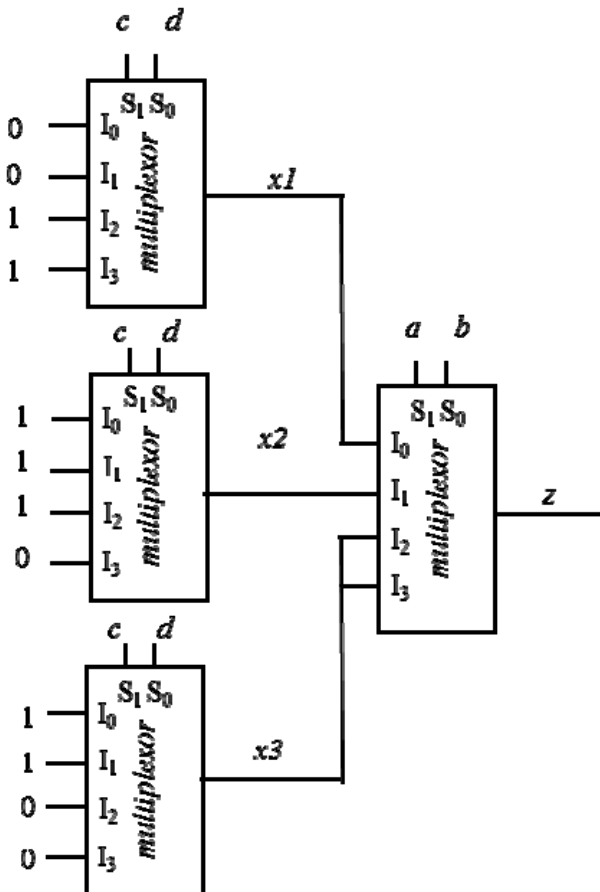 c d
S₁ S₀
0 I₀
0 I₁
1 I₂
1 I₃
multiplexor
x1
c d
S₁ S₀
1 I₀
1 I₁
1 I₂
0 I₃
multiplexor
x2
a b
S₁ S₀
I₀
I₁
I₂
I₃
multiplexor
z
c d
S₁ S₀
1 I₀
1 I₁
0 I₂
0 I₃
multiplexor
x3